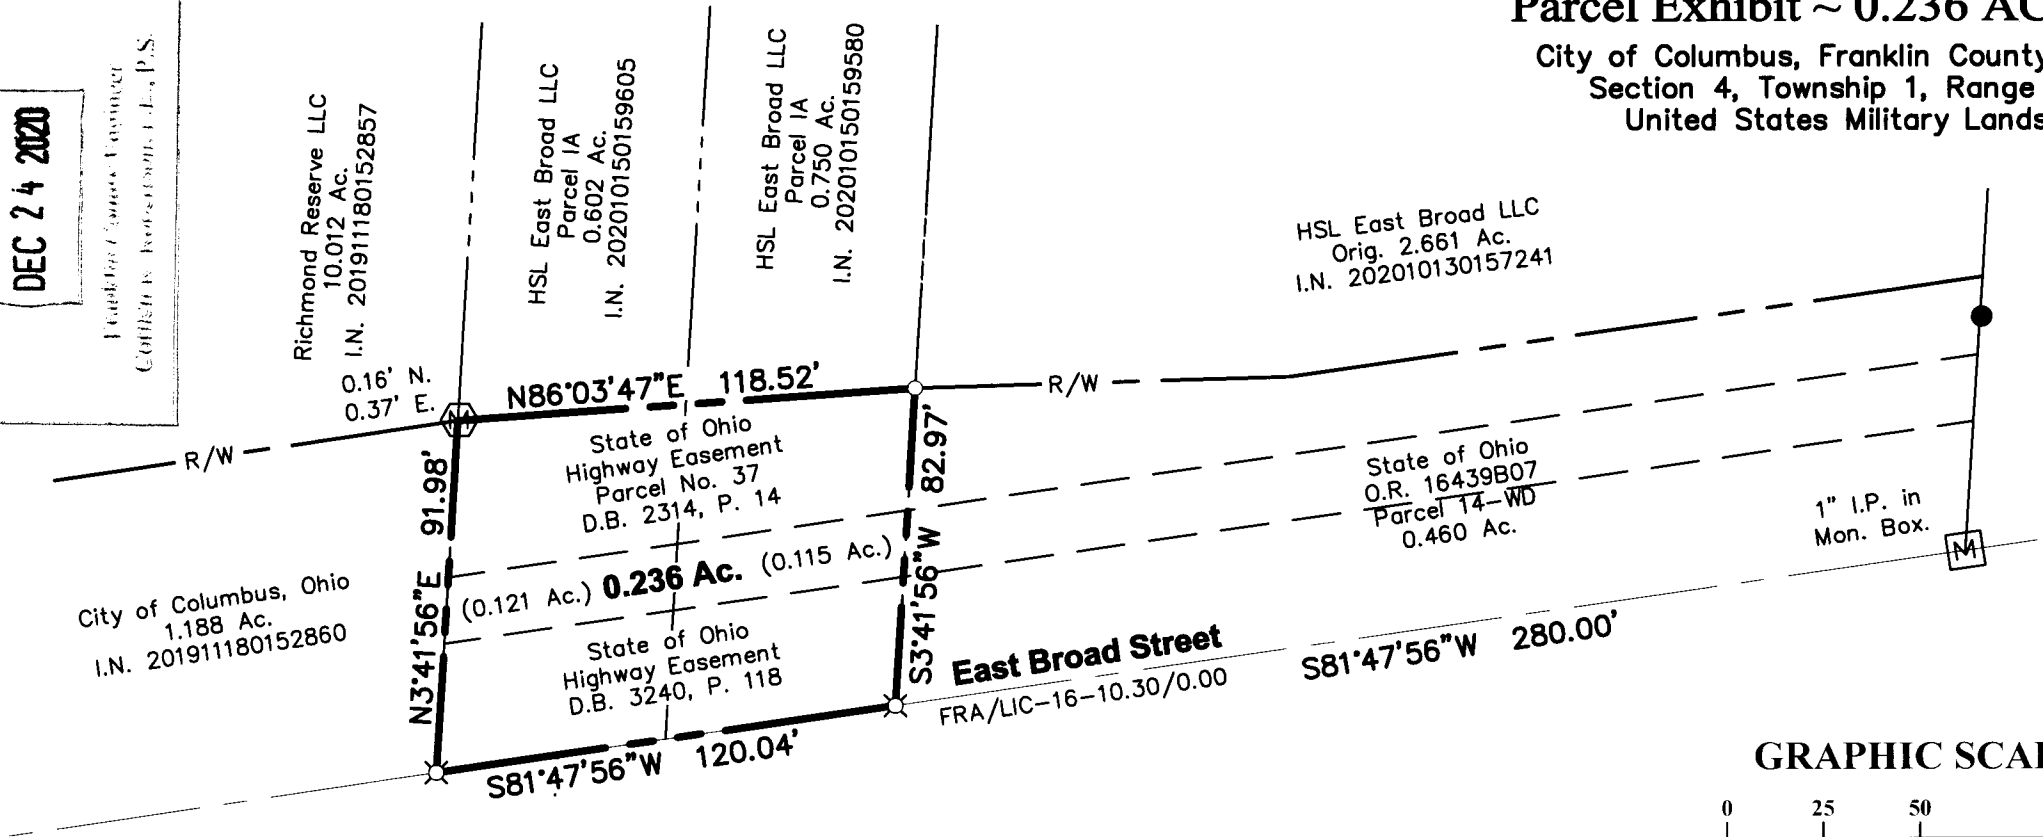 Parcel Exhibit ~ 0.236 AC
City of Columbus, Franklin County
Section 4, Township 1, Range
United States Military Lands
DEC 24 2020
Richmond Reserve LLC
10.012 Ac.
I.N. 201911180152857
HSL East Broad LLC
Parcel IA
0.602 Ac.
I.N. 202010150159605
HSL East Broad LLC
Parcel IA
0.750 Ac.
I.N. 202010150159580
HSL East Broad LLC
Orig. 2.661 Ac.
I.N. 202010130157241
0.16' N.
0.37' E.
M
N86°03'47"E 118.52'
R/W
R/W
State of Ohio
Highway Easement
Parcel No. 37
D.B. 2314, P. 14
91.98'
N3°41'56"E
82.97'
S3°41'56"W
State of Ohio
O.R. 16439B07
Parcel 14-WD
0.460 Ac.
1" I.P. in
Mon. Box.
M
(0.121 Ac.) 0.236 Ac. (0.115 Ac.)
City of Columbus, Ohio
1.188 Ac.
I.N. 201911180152860
State of Ohio
Highway Easement
D.B. 3240, P. 118
East Broad Street
FRA/LIC-16-10.30/0.00
S81°47'56"W 280.00'
S81°47'56"W 120.04'
GRAPHIC SCA
0 25 50